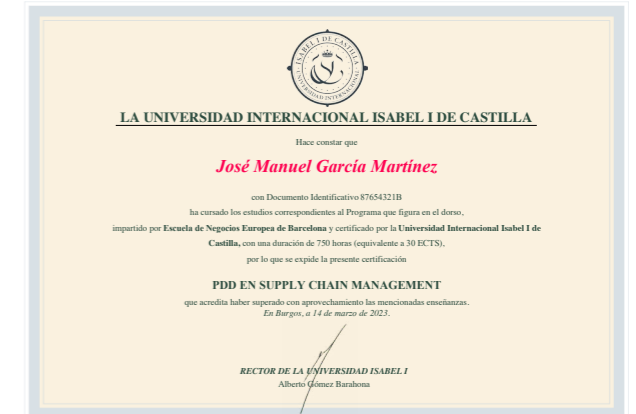 ISABEL I DE CASTILLA
UNIVERSIDAD INTERNACIONAL
LA UNIVERSIDAD INTERNACIONAL ISABEL I DE CASTILLA
Hace constar que
José Manuel García Martínez
con Documento Identificativo 87654321B
ha cursado los estudios correspondientes al Programa que figura en el dorso,
impartido por Escuela de Negocios Europea de Barcelona y certificado por la Universidad Internacional Isabel I de
Castilla, con una duración de 750 horas (equivalente a 30 ECTS),
por lo que se expide la presente certificación
PDD EN SUPPLY CHAIN MANAGEMENT
que acredita haber superado con aprovechamiento las mencionadas enseñanzas.
En Burgos, a 14 de marzo de 2023.
RECTOR DE LA UNIVERSIDAD ISABEL I
Alberto Gómez Barahona